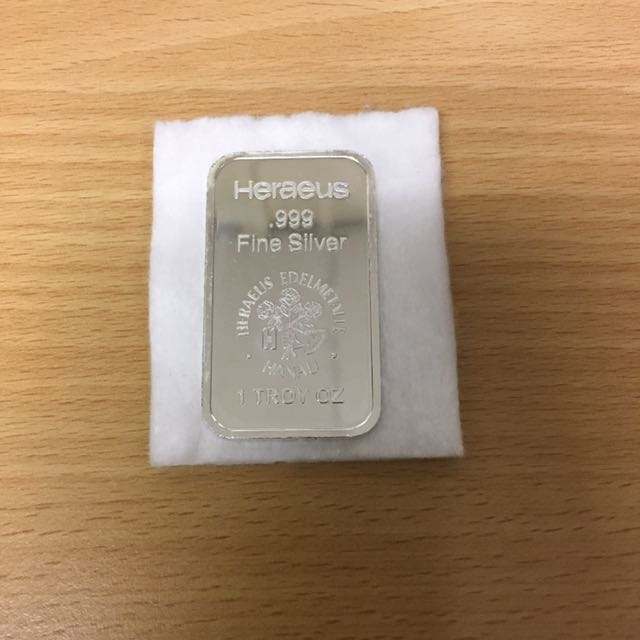 Heraeus
.999
Fine Silver
HERAEUS EDELMETALLE
HANAU
1 TROY OZ